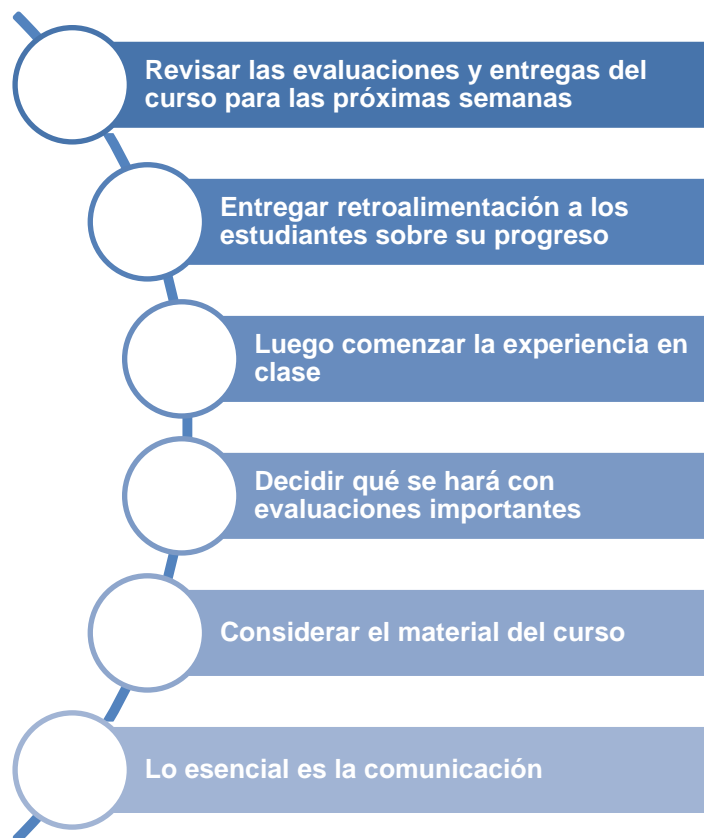 Revisar las evaluaciones y entregas del
curso para las próximas semanas
Entregar retroalimentación a los
estudiantes sobre su progreso
Luego comenzar la experiencia en
clase
Decidir qué se hará con
evaluaciones importantes
Considerar el material del curso
Lo esencial es la comunicación